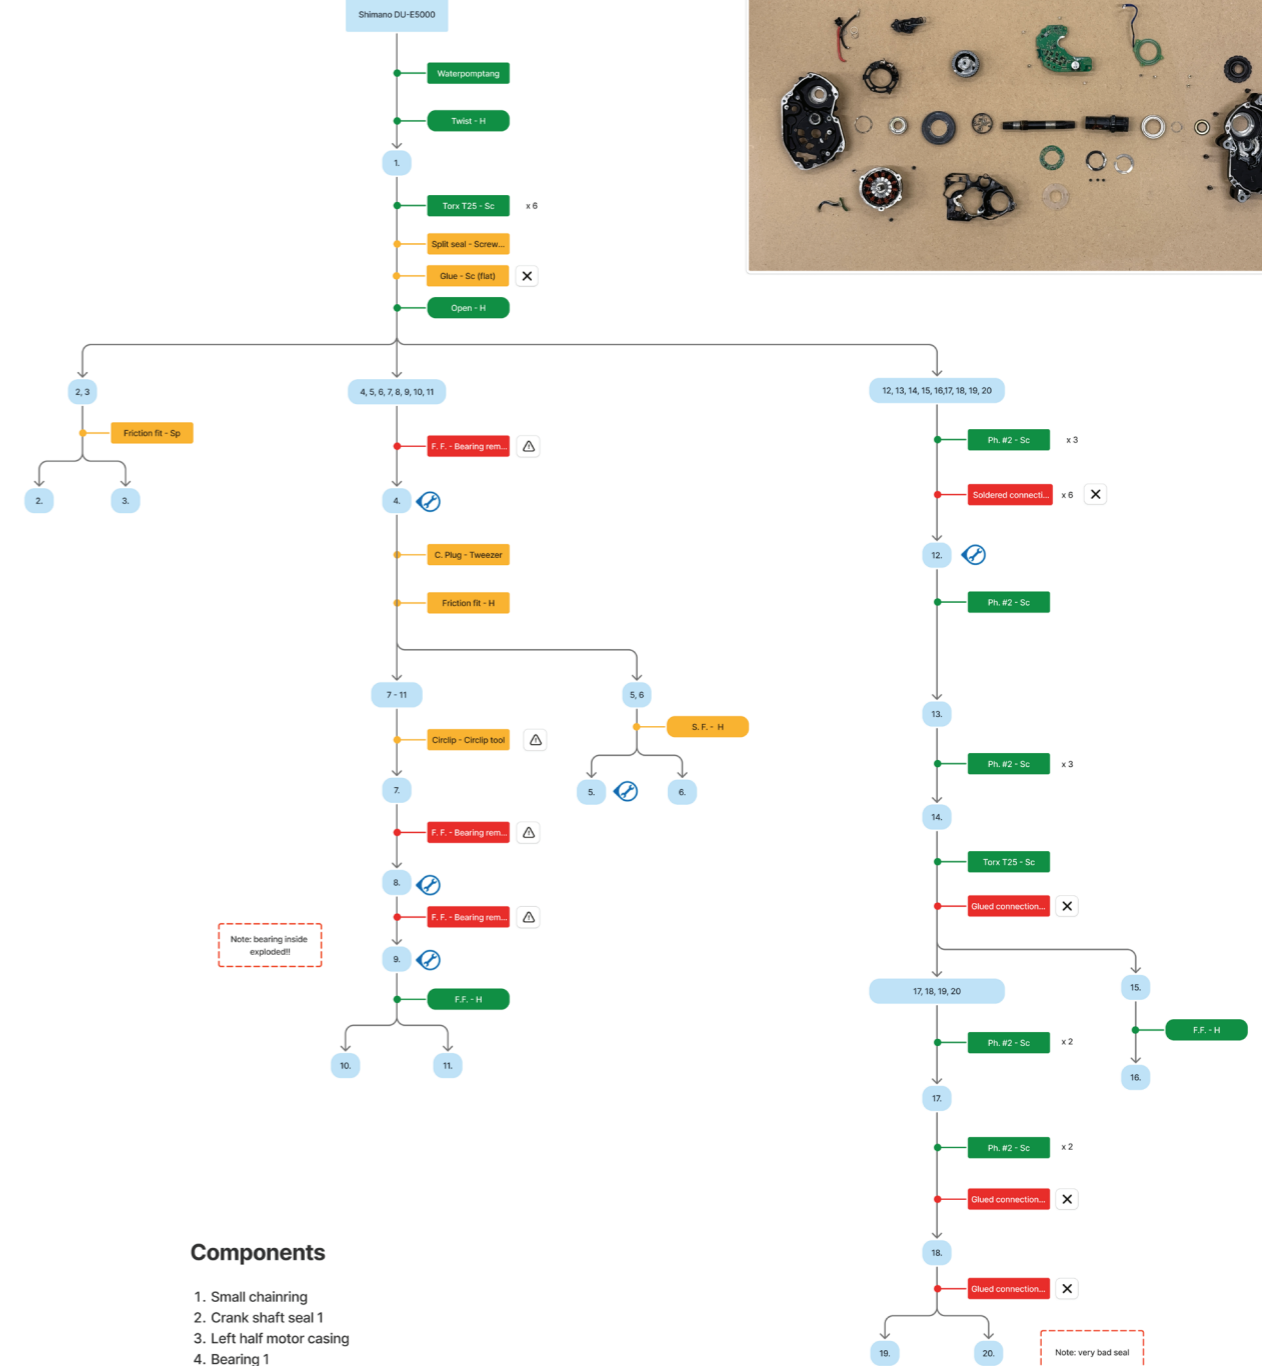 Shimano DU-E5000
Waterpomptang
Twist - H
1.
Torx T25 - Sc
x 6
Split seal - Screw...
Glue - Sc (flat)
Open - H
2, 3
4, 5, 6, 7, 8, 9, 10, 11
12, 13, 14, 15, 16,17, 18, 19, 20
Friction fit - Sp
2.
3.
F. F. - Bearing rem...
4.
C. Plug - Tweezer
Friction fit - H
7 - 11
5, 6
Circlip - Circlip tool
S. F. - H
7.
5.
6.
F. F. - Bearing rem...
8.
F. F. - Bearing rem...
Note: bearing inside
exploded!!
9.
F.F. - H
10.
11.
Ph. #2 - Sc
x 3
Soldered connecti...
x 6
12.
Ph. #2 - Sc
13.
Ph. #2 - Sc
x 3
14.
Torx T25 - Sc
Glued connection...
17, 18, 19, 20
15.
Ph. #2 - Sc
x 2
F.F. - H
16.
17.
Ph. #2 - Sc
x 2
Glued connection...
18.
Glued connection...
19.
20.
Note: very bad seal
Components
1. Small chainring
2. Crank shaft seal 1
3. Left half motor casing
4. Bearing 1